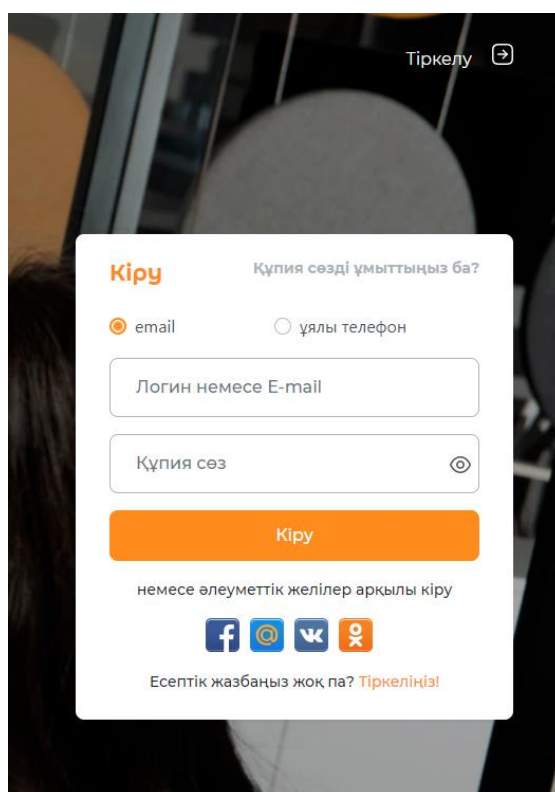 Тіркелу
Кіру Құпия сөзді ұмыттыңыз ба?
email ұялы телефон
Логин немесе E-mail
Құпия сөз
Кіру
немесе әлеуметтік желілер арқылы кіру
Есептік жазбаңыз жоқ па? Тіркеліңіз!